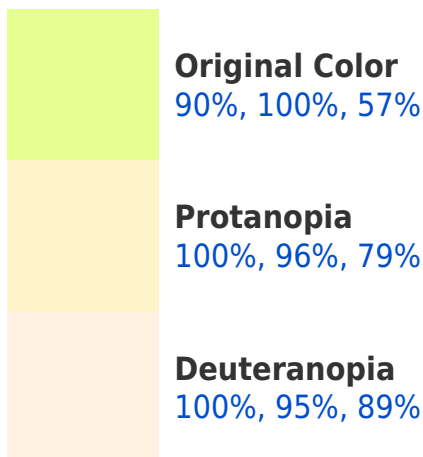 Original Color
90%, 100%, 57%
Protanopia
100%, 96%, 79%
Deuteranopia
100%, 95%, 89%